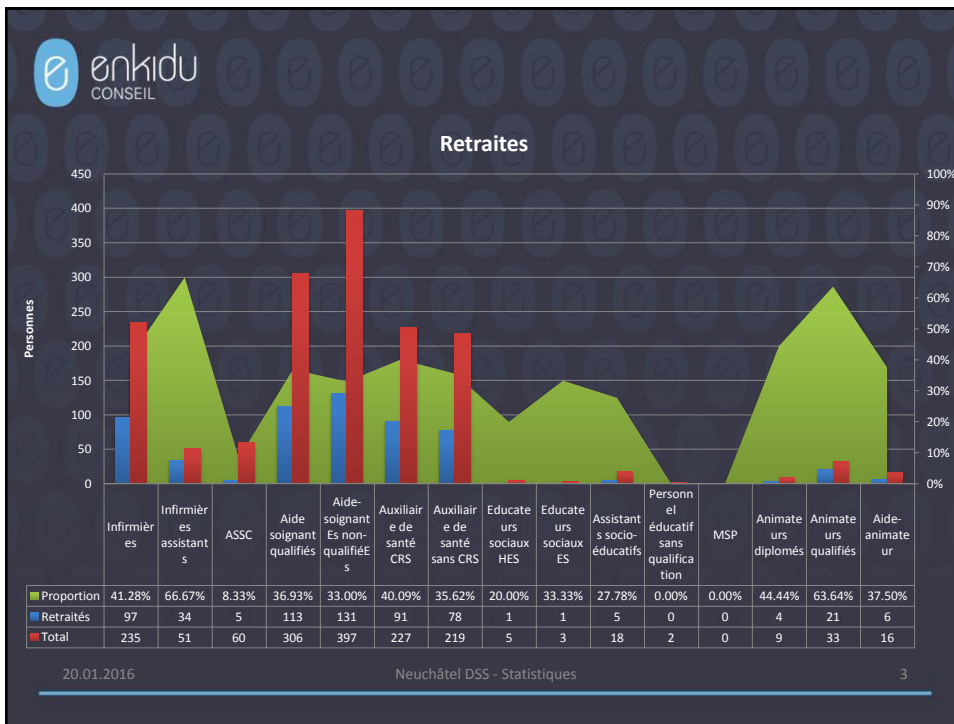 enkidu
CONSEIL
Retraites
Personnes
450
400
350
300
250
200
150
100
50
0
100%
90%
80%
70%
60%
50%
40%
30%
20%
10%
0%
Infirmièr
es
Infirmièr
es
assistant
s
ASSC
Aide
soignant
qualifiés
Aide-
soignant
Es non-
qualifiéE
s
Auxiliair
e de
santé
CRS
Auxiliair
e de
santé
sans CRS
Educate
urs
sociaux
HES
Educate
urs
sociaux
ES
Assistant
s socio-
éducatifs
Personn
el
éducatif
sans
qualifica
tion
MSP
Animate
urs
diplomés
Animate
urs
qualifiés
Aide-
animate
ur
Proportion 41.28% 66.67% 8.33% 36.93% 33.00% 40.09% 35.62% 20.00% 33.33% 27.78% 0.00% 0.00% 44.44% 63.64% 37.50%
Retraités 97 34 5 113 131 91 78 1 1 5 0 0 4 21 6
Total 235 51 60 306 397 227 219 5 3 18 2 0 9 33 16
20.01.2016 Neuchâtel DSS - Statistiques 3